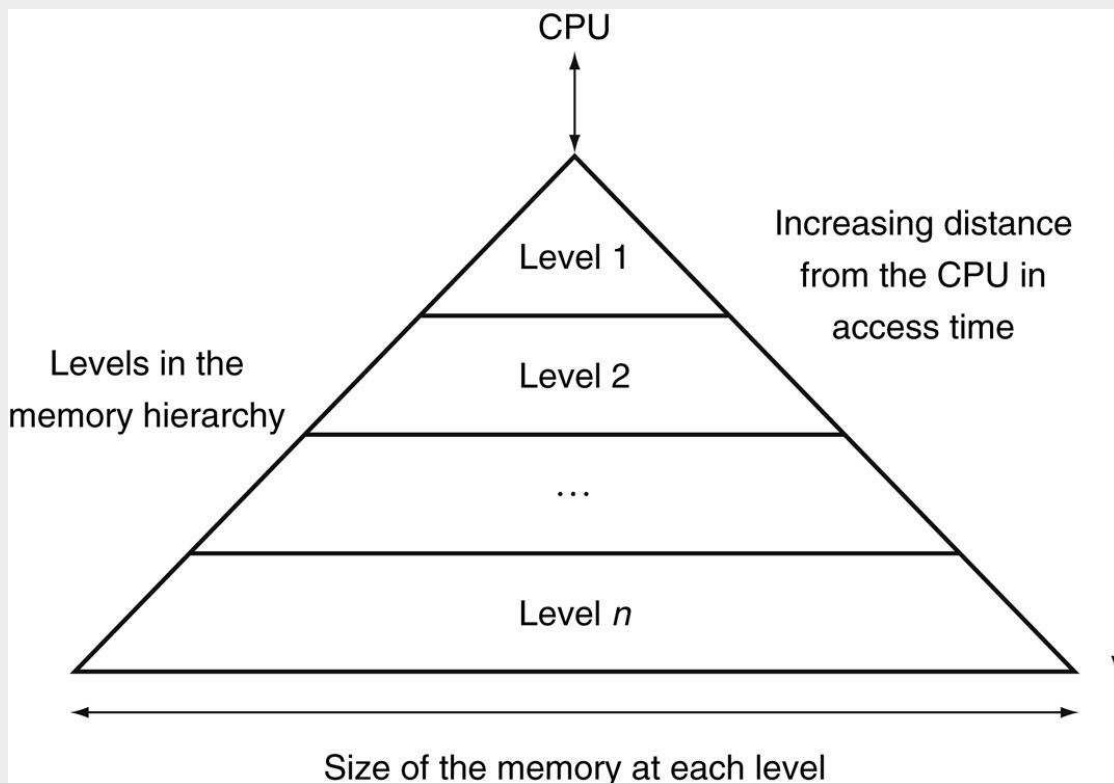 CPU
Level 1
Increasing distance
from the CPU in
access time
Levels in the
memory hierarchy
Level 2
…
Level n
Size of the memory at each level